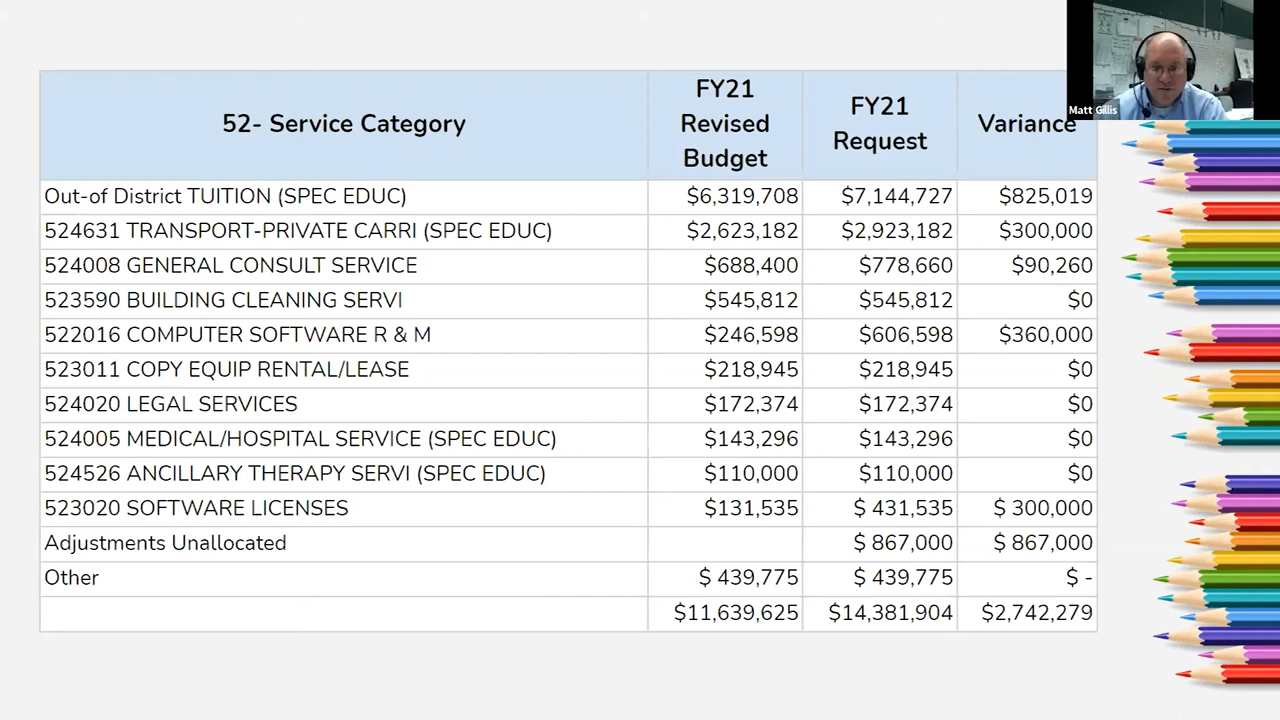 52- Service Category FY21 Revised Budget FY21 Request Variance
Out-of District TUITION (SPEC EDUC) $6,319,708 $7,144,727 $825,019
524631 TRANSPORT-PRIVATE CARRI (SPEC EDUC) $2,623,182 $2,923,182 $300,000
524008 GENERAL CONSULT SERVICE $688,400 $778,660 $90,260
523590 BUILDING CLEANING SERVI $545,812 $545,812 $0
522016 COMPUTER SOFTWARE R & M $246,598 $606,598 $360,000
523011 COPY EQUIP RENTAL/LEASE $218,945 $218,945 $0
524020 LEGAL SERVICES $172,374 $172,374 $0
524005 MEDICAL/HOSPITAL SERVICE (SPEC EDUC) $143,296 $143,296 $0
524526 ANCILLARY THERAPY SERVI (SPEC EDUC) $110,000 $110,000 $0
523020 SOFTWARE LICENSES $131,535 $ 431,535 $ 300,000
Adjustments Unallocated $ 867,000 $ 867,000
Other $ 439,775 $ 439,775 $ -
$11,639,625 $14,381,904 $2,742,279
Matt Gillis